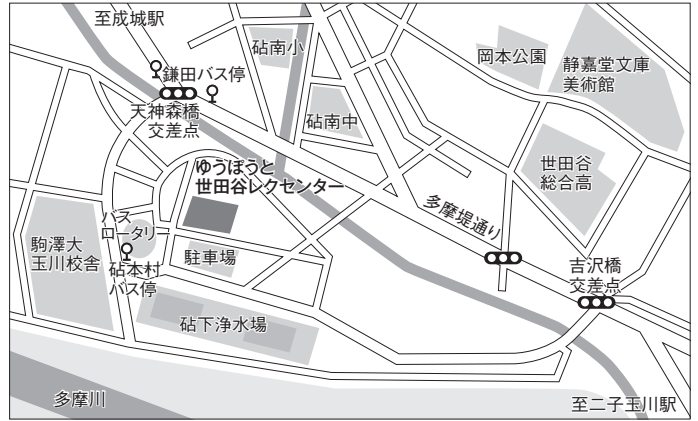 至成城駅
砧南小
岡本公園
静嘉堂文庫
美術館
鎌田バス停
天神森橋
交差点
砧南中
ゆうぽうと
世田谷レクセンター
世田谷
総合高
多摩堤通り
バス
ロータリー
駒澤大
玉川校舎
駐車場
砧本村
バス停
吉沢橋
交差点
砧下浄水場
多摩川
至二子玉川駅